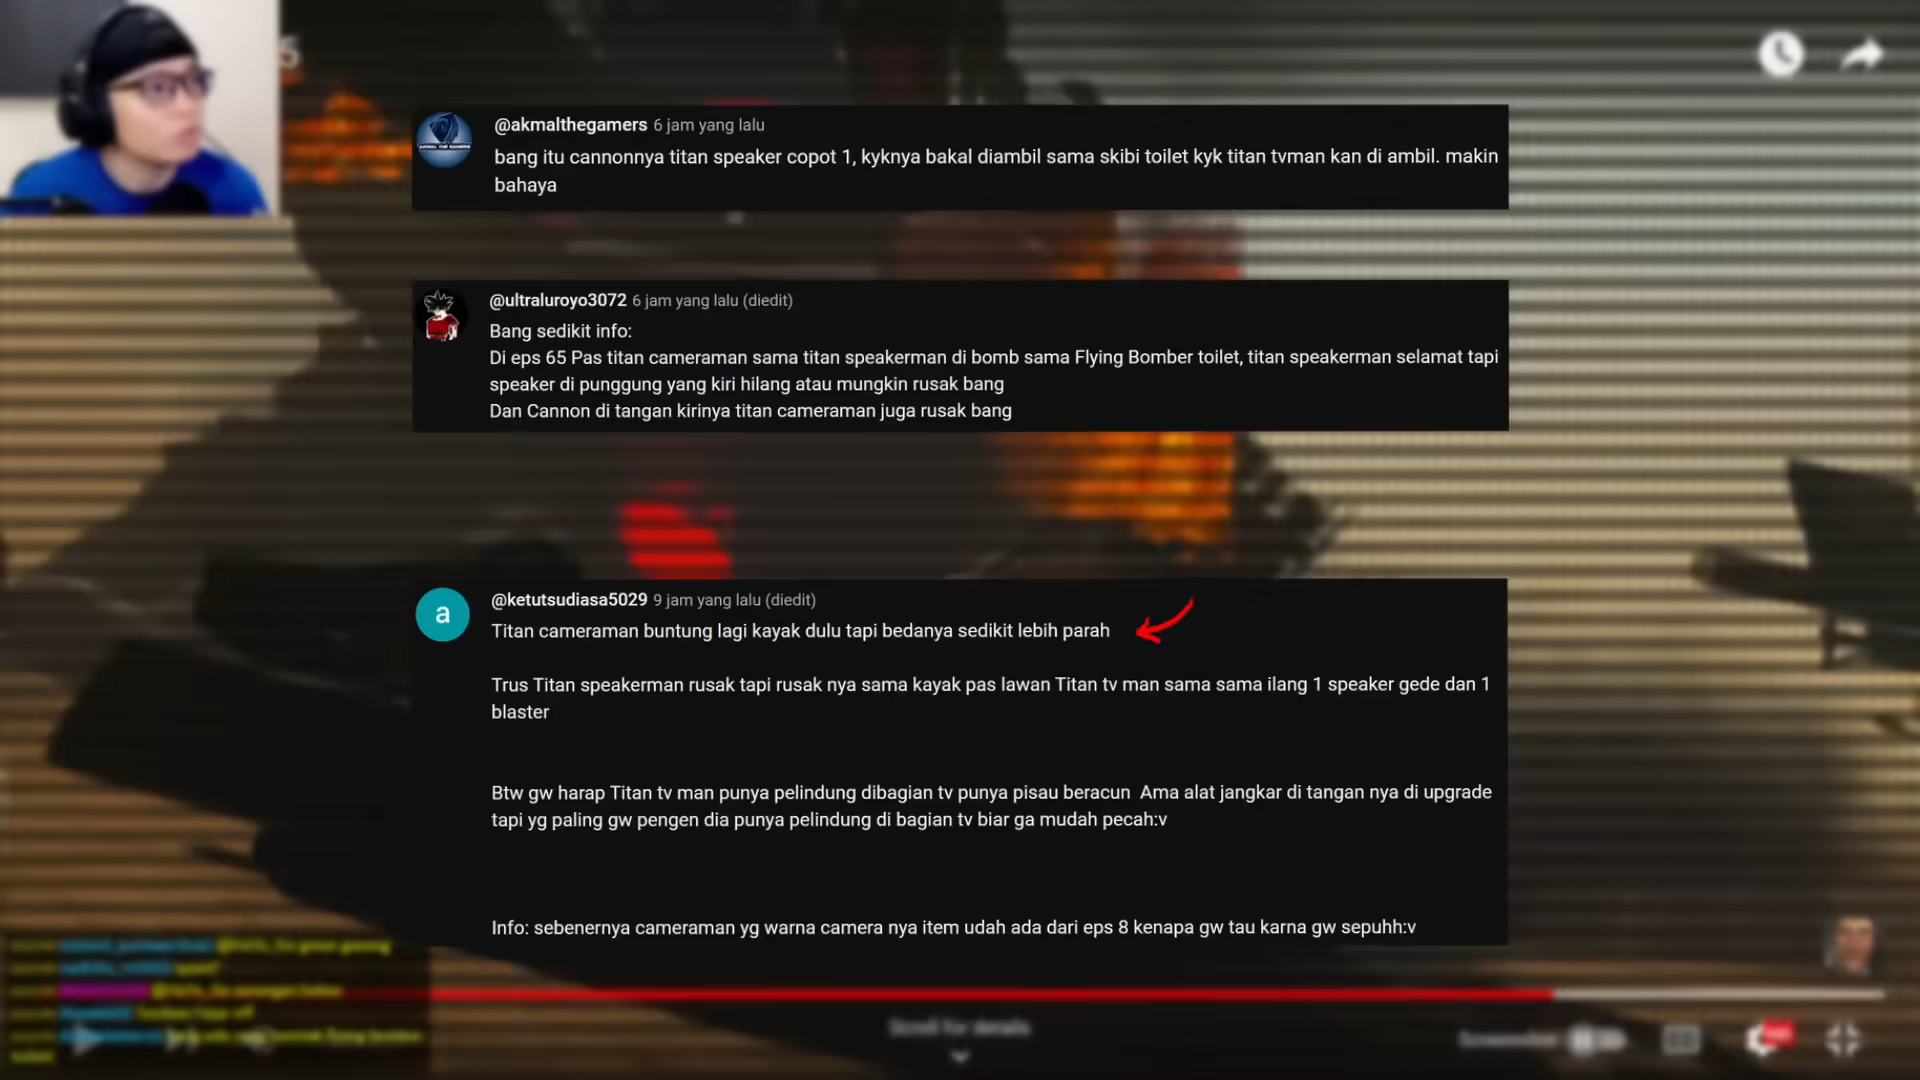 @akmalthegamers 6 jam yang lalu
bang itu cannonnya titan speaker copot 1, kyknya bakal diambil sama skibi toilet kyk titan tvman kan di ambil. makin
bahaya
@ultraluroyo3072 6 jam yang lalu (diedit)
Bang sedikit info:
Di eps 65 Pas titan cameraman sama titan speakerman di bomb sama Flying Bomber toilet, titan speakerman selamat tapi
speaker di punggung yang kiri hilang atau mungkin rusak bang
Dan Cannon di tangan kirinya titan cameraman juga rusak bang
a
@ketutsudiasa5029 9 jam yang lalu (diedit)
Titan cameraman buntung lagi kayak dulu tapi bedanya sedikit lebih parah
Trus Titan speakerman rusak tapi rusak nya sama kayak pas lawan Titan tv man sama sama ilang 1 speaker gede dan 1
blaster
Btw gw harap Titan tv man punya pelindung dibagian tv punya pisau beracun Ama alat jangkar di tangan nya di upgrade
tapi yg paling gw pengen dia punya pelindung di bagian tv biar ga mudah pecah:v
Info: sebenernya cameraman yg warna camera nya item udah ada dari eps 8 kenapa gw tau karna gw sepuhh:v
Scroll for details